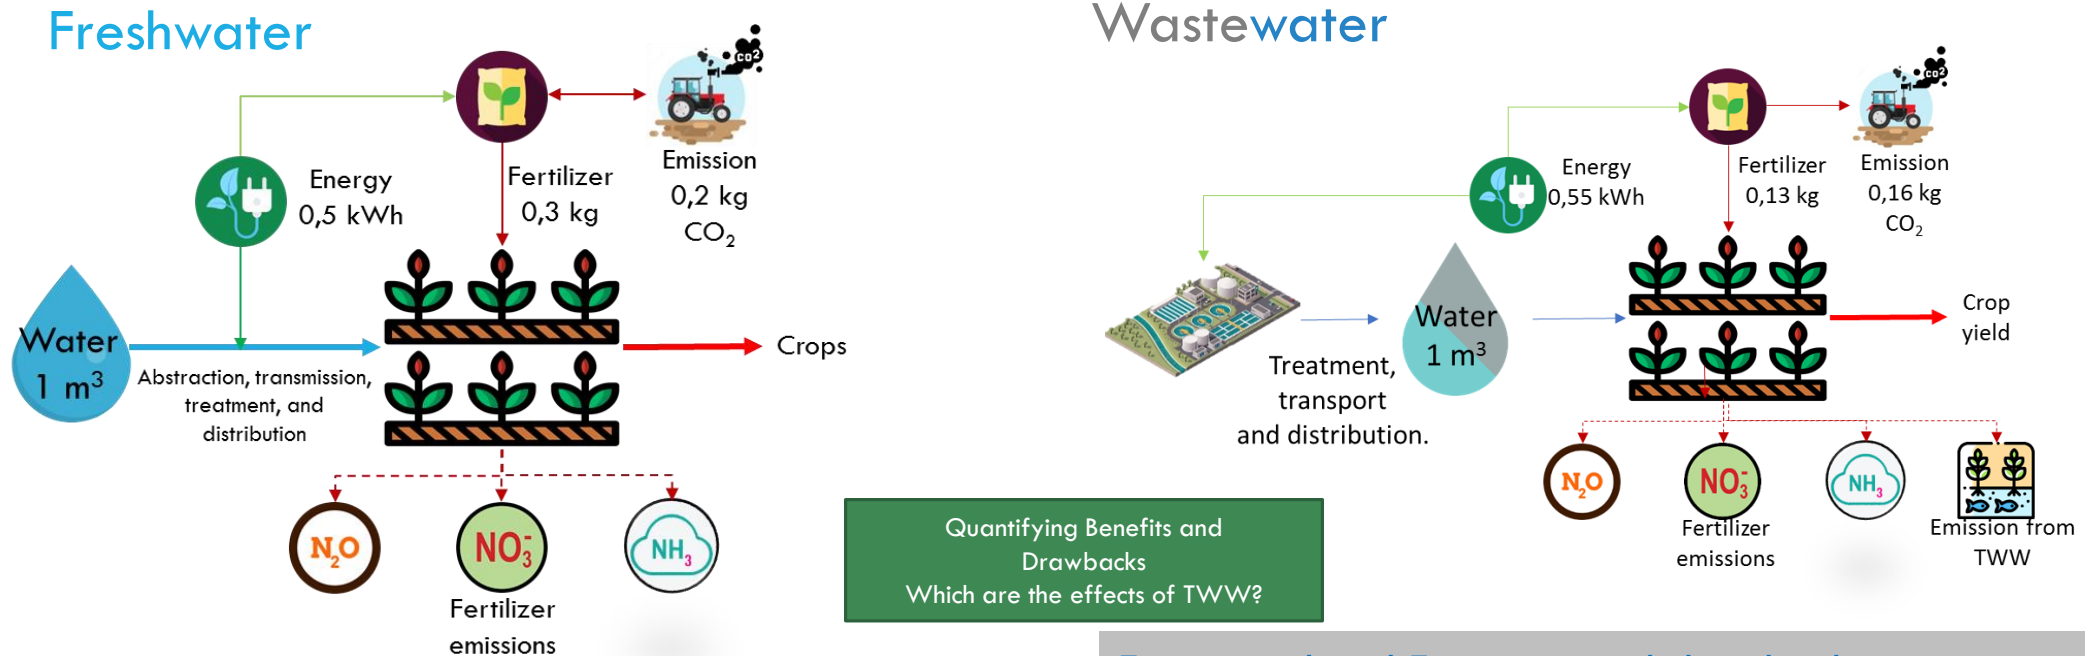 Freshwater
CO2
Emission
0,2 kg
CO2
Energy
0,5 kWh
Fertilizer
0,3 kg
Water
1 m3
Abstraction, transmission,
treatment, and
distribution
Crops
N2O
NO3-
NH3
Fertilizer
emissions
Quantifying Benefits and
Drawbacks
Which are the effects of TWW?
Wastewater
CO2
Emission
0,16 kg
CO2
Energy
0,55 kWh
Fertilizer
0,13 kg
Water
1 m3
Treatment,
transport
and distribution.
Crop
yield
N2O
NO3-
NH3
Fertilizer
emissions
Emission from
TWW